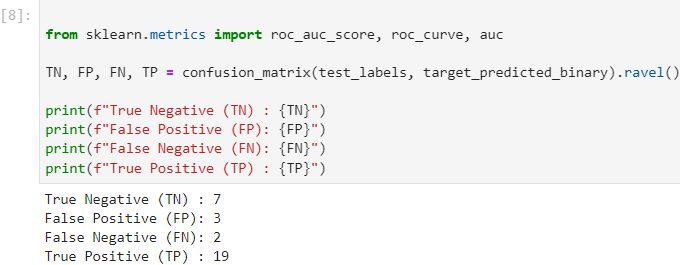 [8]:
from sklearn.metrics import roc_auc_score, roc_curve, auc
TN, FP, FN, TP = confusion_matrix(test_labels, target_predicted_binary).ravel()
print(f"True Negative (TN) : {TN}")
print(f"False Positive (FP): {FP}")
print(f"False Negative (FN): {FN}")
print(f"True Positive (TP) : {TP}")
True Negative (TN) : 7
False Positive (FP): 3
False Negative (FN): 2
True Positive (TP) : 19